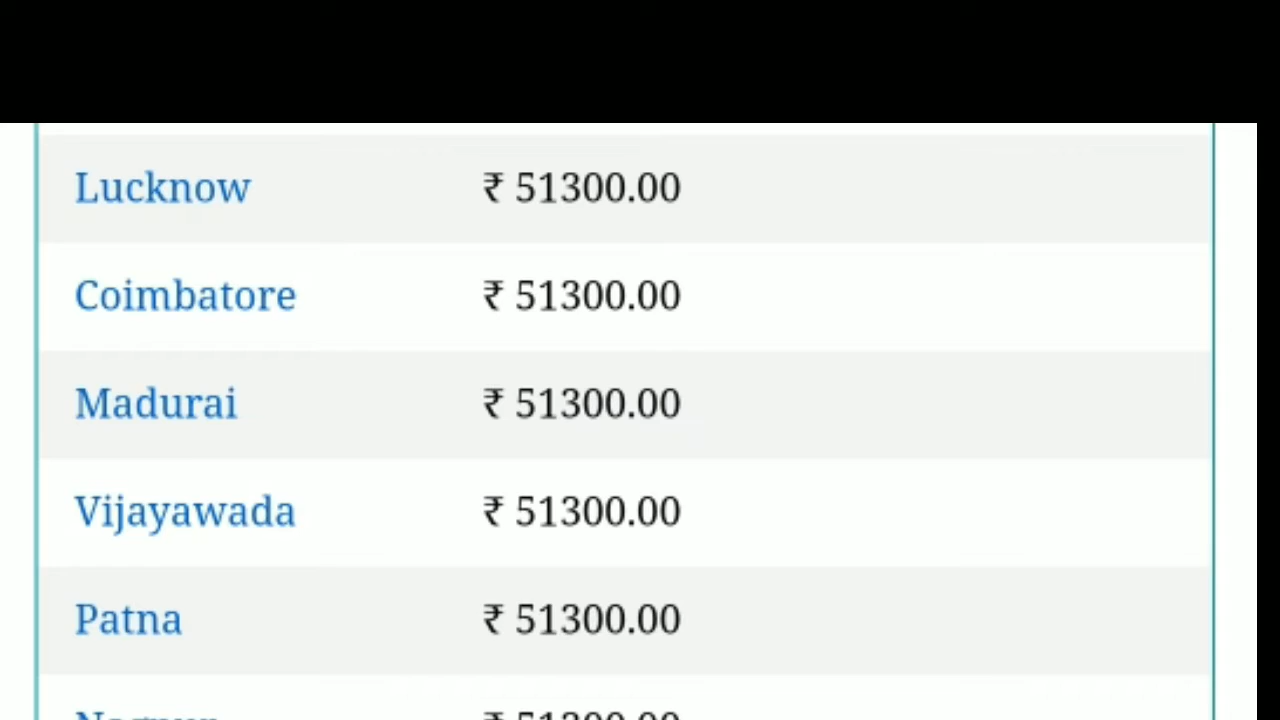 Lucknow ₹ 51300.00
Coimbatore ₹ 51300.00
Madurai ₹ 51300.00
Vijayawada ₹ 51300.00
Patna ₹ 51300.00